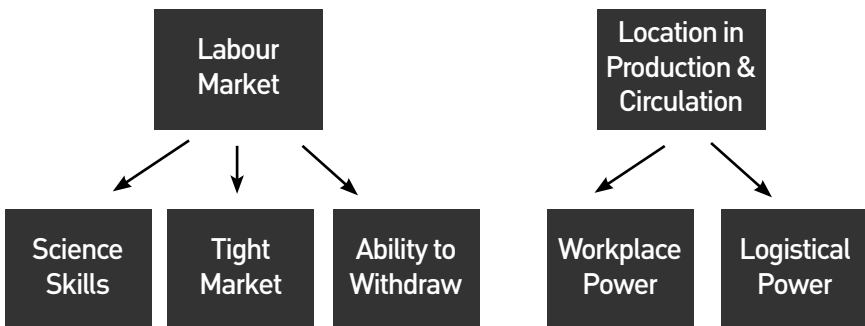 Labour
Market
Location in
Production &
Circulation
Science
Skills
Tight
Market
Ability to
Withdraw
Workplace
Power
Logistical
Power